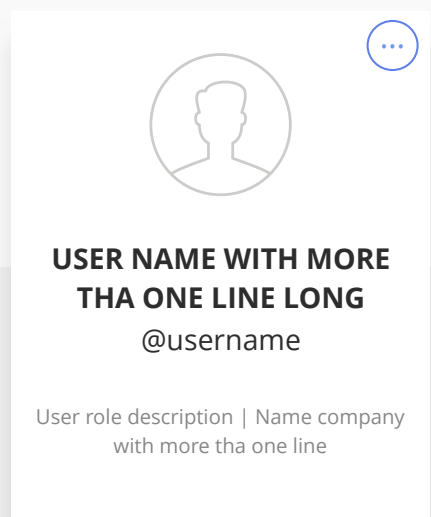 USER NAME WITH MORE
THA ONE LINE LONG
@username
User role description | Name company
with more tha one line